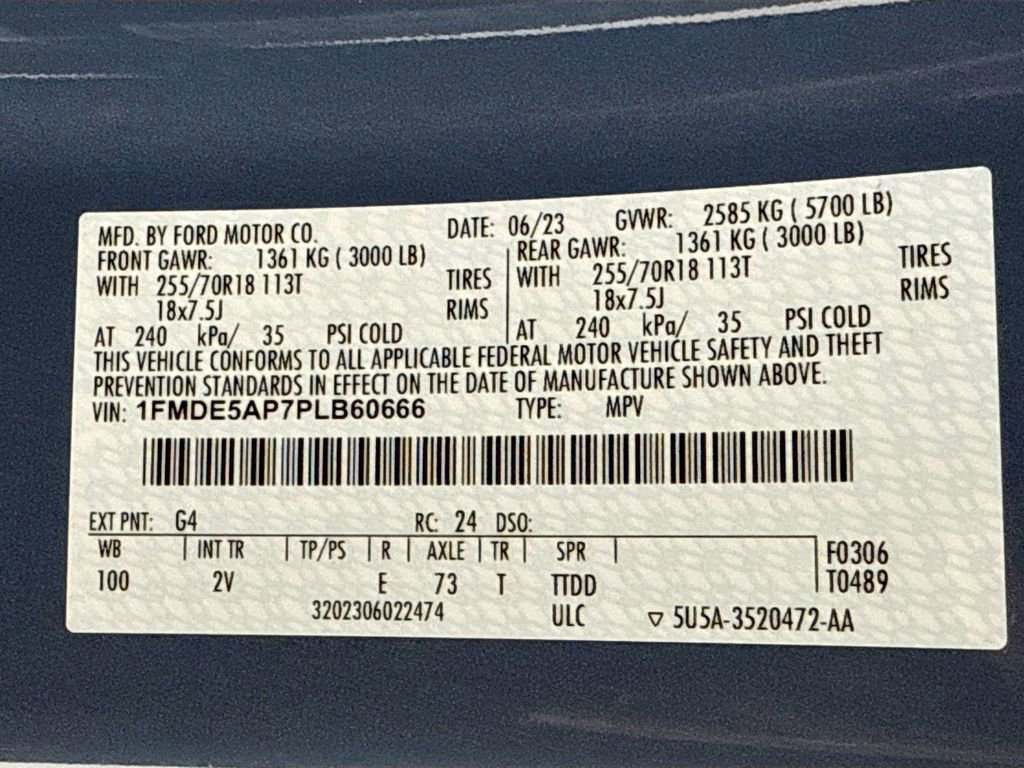 MFD. BY FORD MOTOR CO. DATE: 06/23 GVWR: 2585 KG ( 5700 LB)
FRONT GAWR: 1361 KG ( 3000 LB) REAR GAWR: 1361 KG ( 3000 LB)
WITH 255/70R18 113T TIRES WITH 255/70R18 113T TIRES
18x7.5J RIMS 18x7.5J RIMS
AT 240 kPa/ 35 PSI COLD AT 240 kPa/ 35 PSI COLD
THIS VEHICLE CONFORMS TO ALL APPLICABLE FEDERAL MOTOR VEHICLE SAFETY AND THEFT
PREVENTION STANDARDS IN EFFECT ON THE DATE OF MANUFACTURE SHOWN ABOVE.
VIN: 1FMDE5AP7PLB60666 TYPE: MPV
EXT PNT: G4 RC: 24 DSO:
WB INT TR TP/PS R AXLE TR SPR F0306
100 2V E 73 T TTDD T0489
3202306022474 ULC ▽ 5U5A-3520472-AA